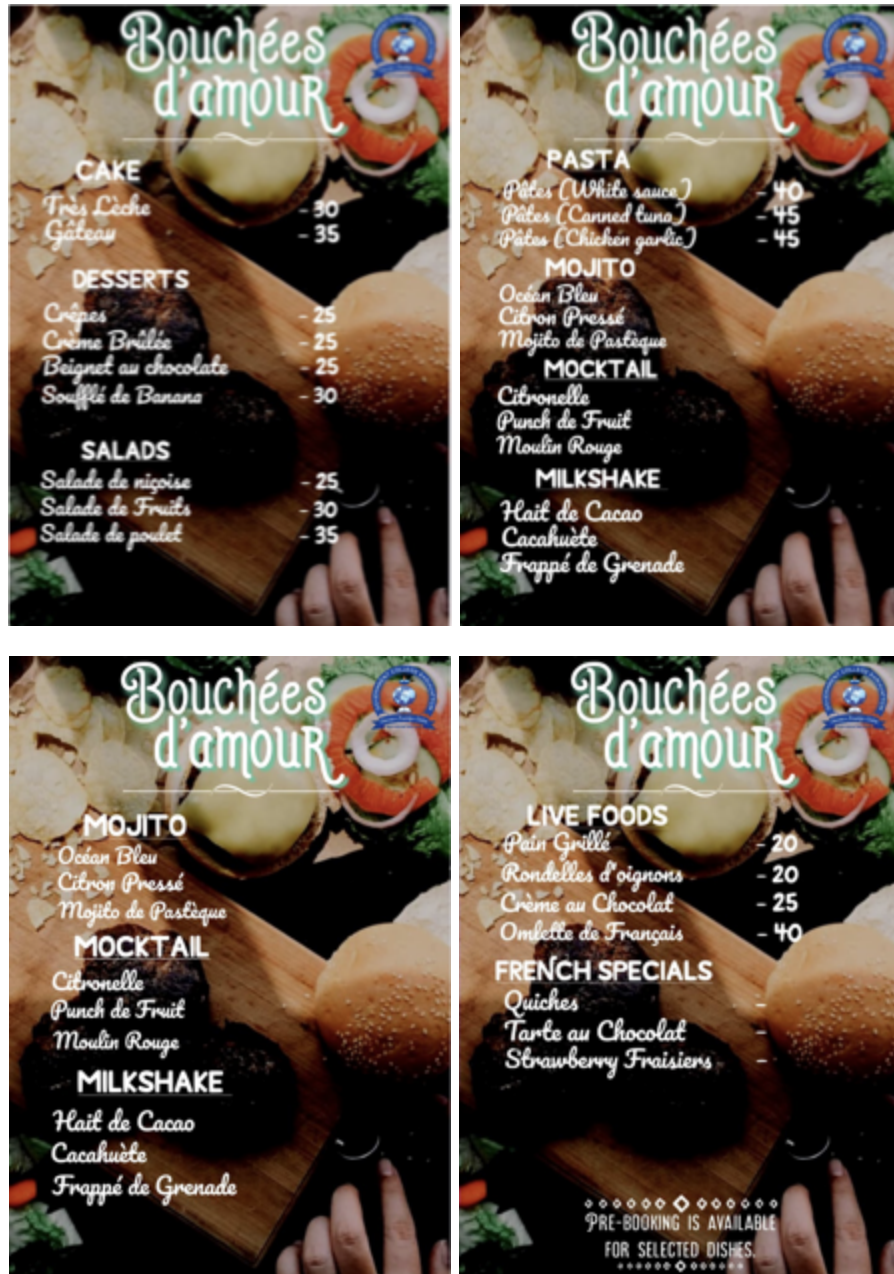 Bouchées
d'amouR
CAKE
Très Lèche - 30
Gâteau - 35
DESSERTS
Crêpes - 25
Crème Brûlée - 25
Beignet au chocolate - 25
Soufflé de Banana - 30
SALADS
Salade de niçoise - 25
Salade de Fruits - 30
Salade de poulet - 35
Bouchées
d'amouR
PASTA
Pâtes (White sauce) - 40
Pâtes (Canned tuna) - 45
Pâtes (Chicken garlic) - 45
MOJITO
Océan Bleu
Citron Pressé
Mojito de Pastèque
MOCKTAIL
Citronelle
Punch de Fruit
Moulin Rouge
MILKSHAKE
Hait de Cacao
Cacahuète
Frappé de Grenade
Bouchées
d'amouR
MOJITO
Océan Bleu
Citron Pressé
Mojito de Pastèque
MOCKTAIL
Citronelle
Punch de Fruit
Moulin Rouge
MILKSHAKE
Hait de Cacao
Cacahuète
Frappé de Grenade
Bouchées
d'amouR
LIVE FOODS
Pain Grillé - 20
Rondelles d'oignons - 20
Crème au Chocolat - 25
Omlette de Français - 40
FRENCH SPECIALS
Quiches -
Tarte au Chocolat -
Strawberry Fraisiers -
PRE-BOOKING IS AVAILABLE
FOR SELECTED DISHES.